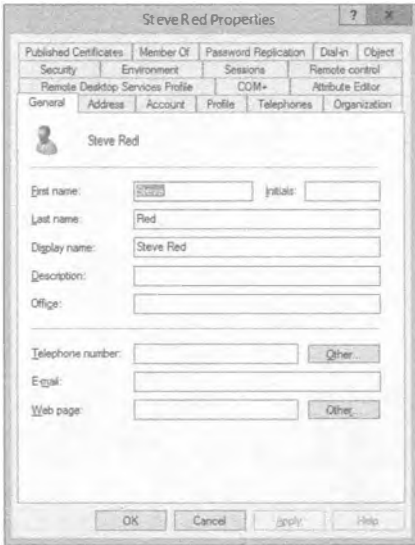 Steve Red Properties ?
Published Certificates Member Of Password Replication Dial-in Object
Security Environment Sessions Remote control
Remote Desktop Services Profile COM+ Attribute Editor
General Address Account Profile Telephones Organization
Steve Red
First name: Steve Initials:
Last name: Red
Display name: Steve Red
Description:
Office:
Telephone number: Other...
E-mail:
Web page: Other...
OK Cancel Apply Help